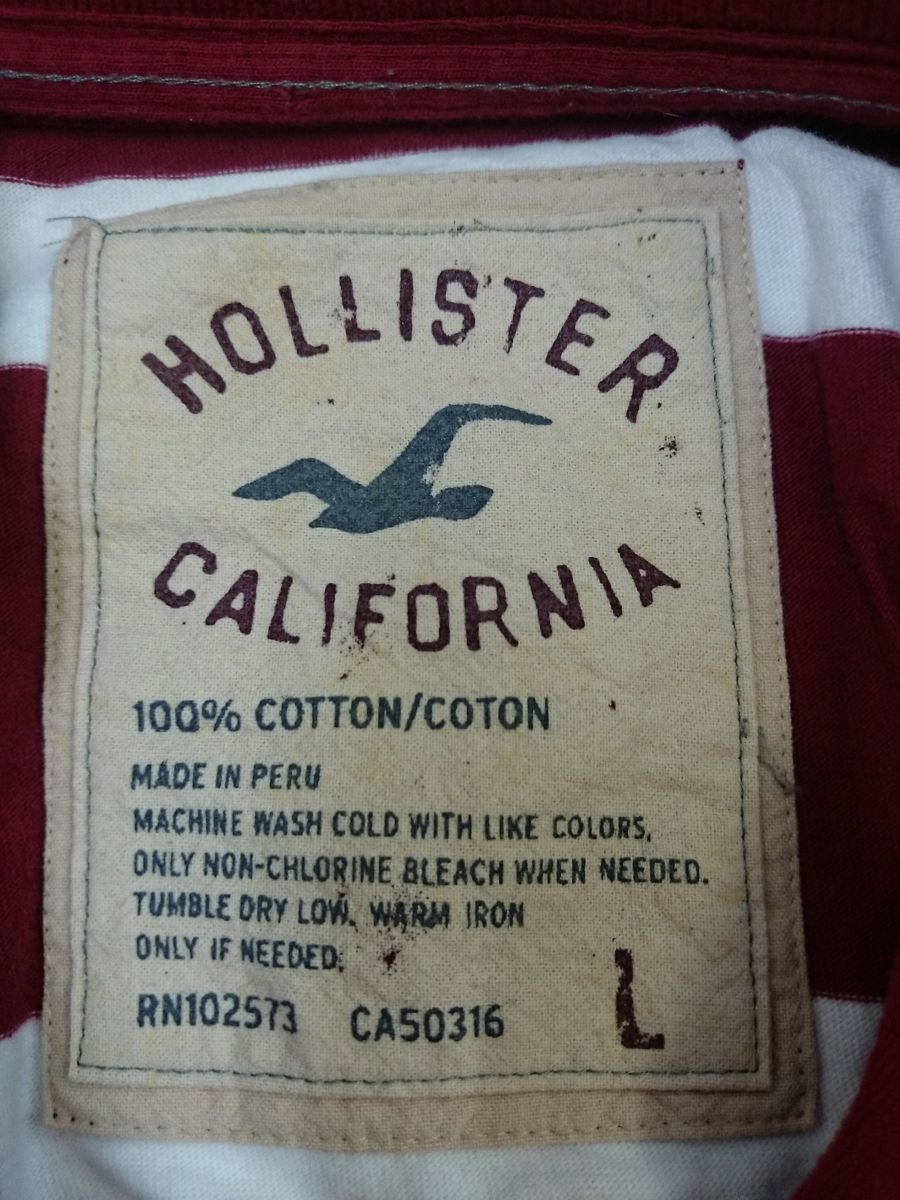 HOLLISTER
CALIFORNIA
100% COTTON/COTON
MADE IN PERU
MACHINE WASH COLD WITH LIKE COLORS,
ONLY NON-CHLORINE BLEACH WHEN NEEDED.
TUMBLE DRY LOW. WARM IRON
ONLY IF NEEDED.
RN102573 CA50316
L